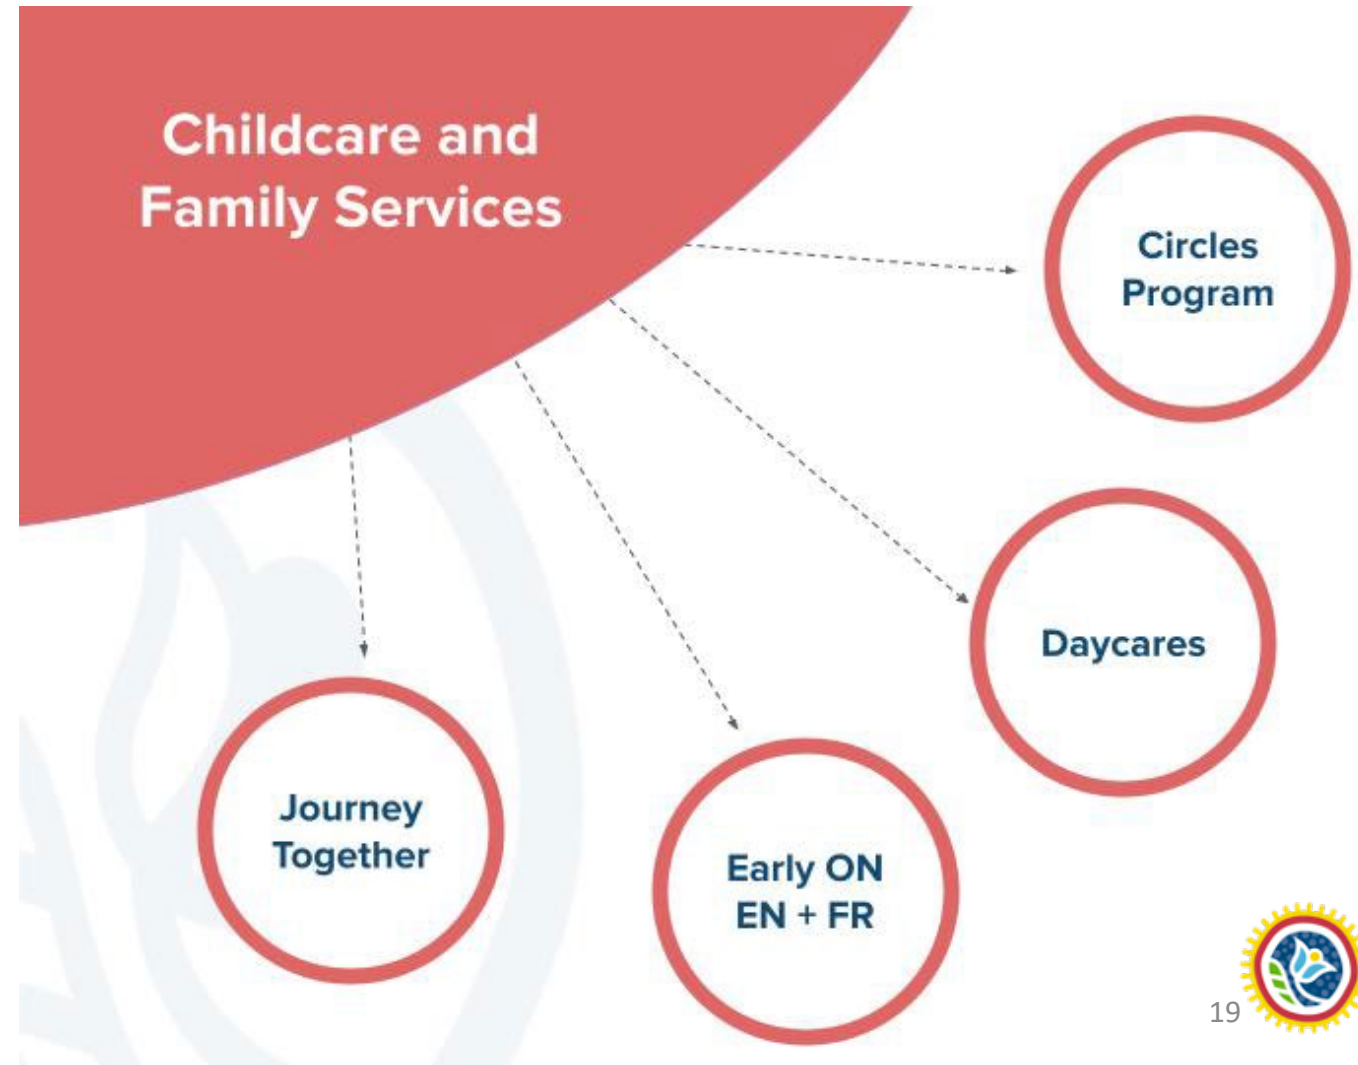 Childcare and
Family Services
Circles
Program
Daycares
Journey
Together
Early ON
EN + FR
19